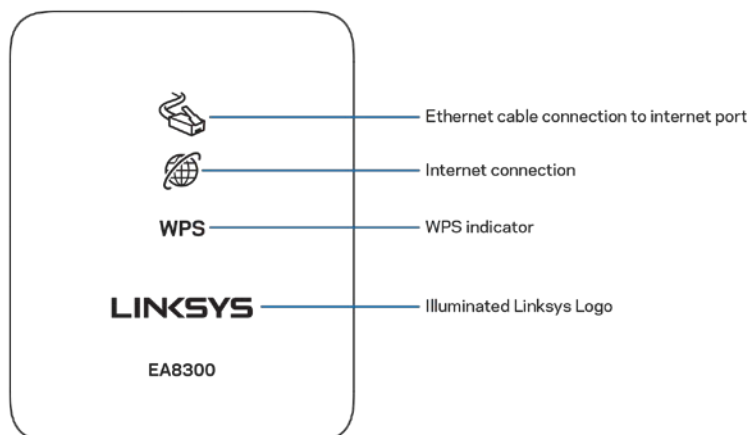 Ethernet cable connection to internet port
Internet connection
WPS WPS indicator
LINKSYS Illuminated Linksys Logo
EA8300